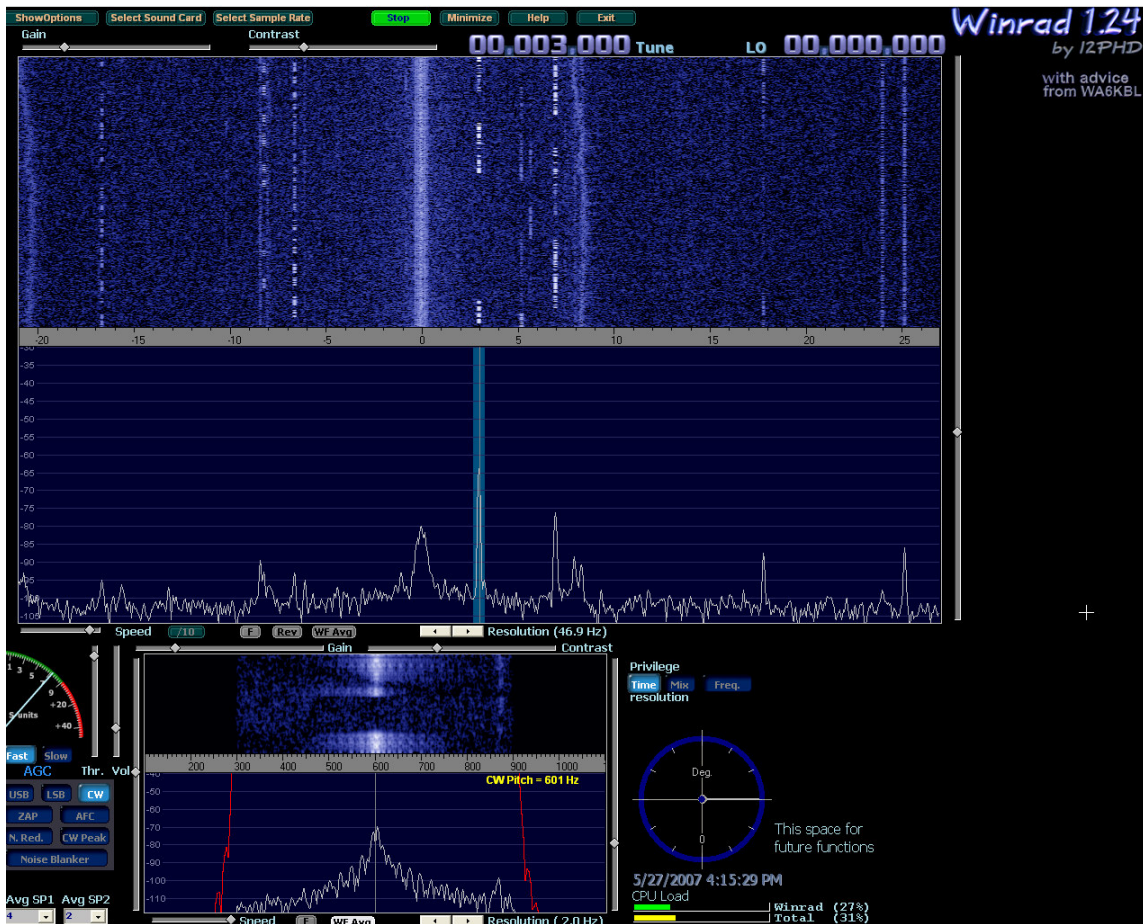 ShowOptions Select Sound Card Select Sample Rate Stop Minimize Help Exit
Gain Contrast 00,003,000 Tune LO 00,000,000
Winrad 1.24
by I2PHD
with advice
from WA6KBL
-20 -15 -10 -5 0 5 10 15 20 25
-30
-35
-40
-45
-50
-55
-60
-65
-70
-75
-80
-85
-90
-95
-100
-105
Speed /10 F Rev WF Avg Resolution (46.9 Hz)
Gain Contrast
1 3 5 9 +20 +40
S units
Fast Slow
AGC Thr. Vol
USB LSB CW
ZAP AFC
N. Red. CW Peak
Noise Blanker
Avg SP1 Avg SP2
4 2
200 300 400 500 600 700 800 900 1000 1
CW Pitch = 601 Hz
-40
-50
-60
-70
-80
-90
-100
-110
Speed F WF Avg Resolution ( 2.0 Hz)
Privilege
Time Mix Freq.
resolution
Deg.
0
This space for
future functions
5/27/2007 4:15:29 PM
CPU Load
Winrad (27%)
Total (31%)